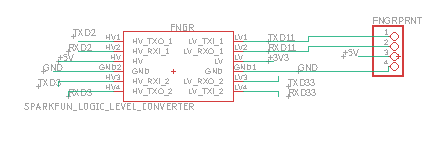 FNGR
FNGRPRNT
TXD2 HV1 HV_TXO_1 LV_TXI_1 LV1 TXD11 1
RXD2 HV2 HV_RXI_1 LV_RXO_1 LV2 RXD11 2
+5V HV HV LV LV +3V3 +5V 3
GND GND2 GND GND GND1 GND 4
TXD3 HV3 HV_RXI_2 LV_RXO_2 LV3 TXD33
RXD3 HV4 HV_TXO_2 LV_TXI_2 LV4 RXD33
SPARKFUN_LOGIC_LEVEL_CONVERTER